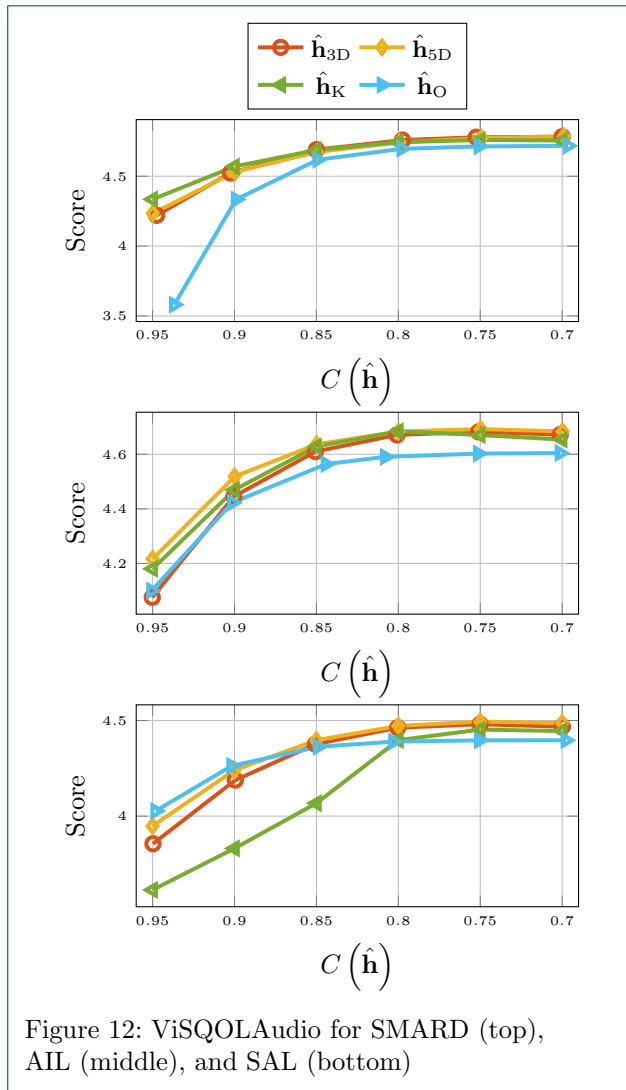 ĥ3D ĥ5D
ĥK ĥO
4.5
4
3.5
Score
0.95 0.9 0.85 0.8 0.75 0.7
C (ĥ)
4.6
4.4
4.2
Score
0.95 0.9 0.85 0.8 0.75 0.7
C (ĥ)
4.5
4
Score
0.95 0.9 0.85 0.8 0.75 0.7
C (ĥ)
Figure 12: ViSQOLAudio for SMARD (top),
AIL (middle), and SAL (bottom)